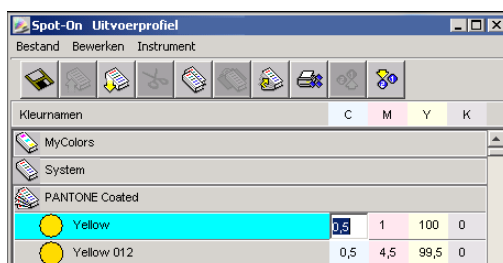 Spot-On Uitvoerprofiel
Bestand Bewerken Instrument
Kleurnamen C M Y K
MyColors
System
PANTONE Coated
Yellow 0,5 1 100 0
Yellow 012 0,5 4,5 99,5 0